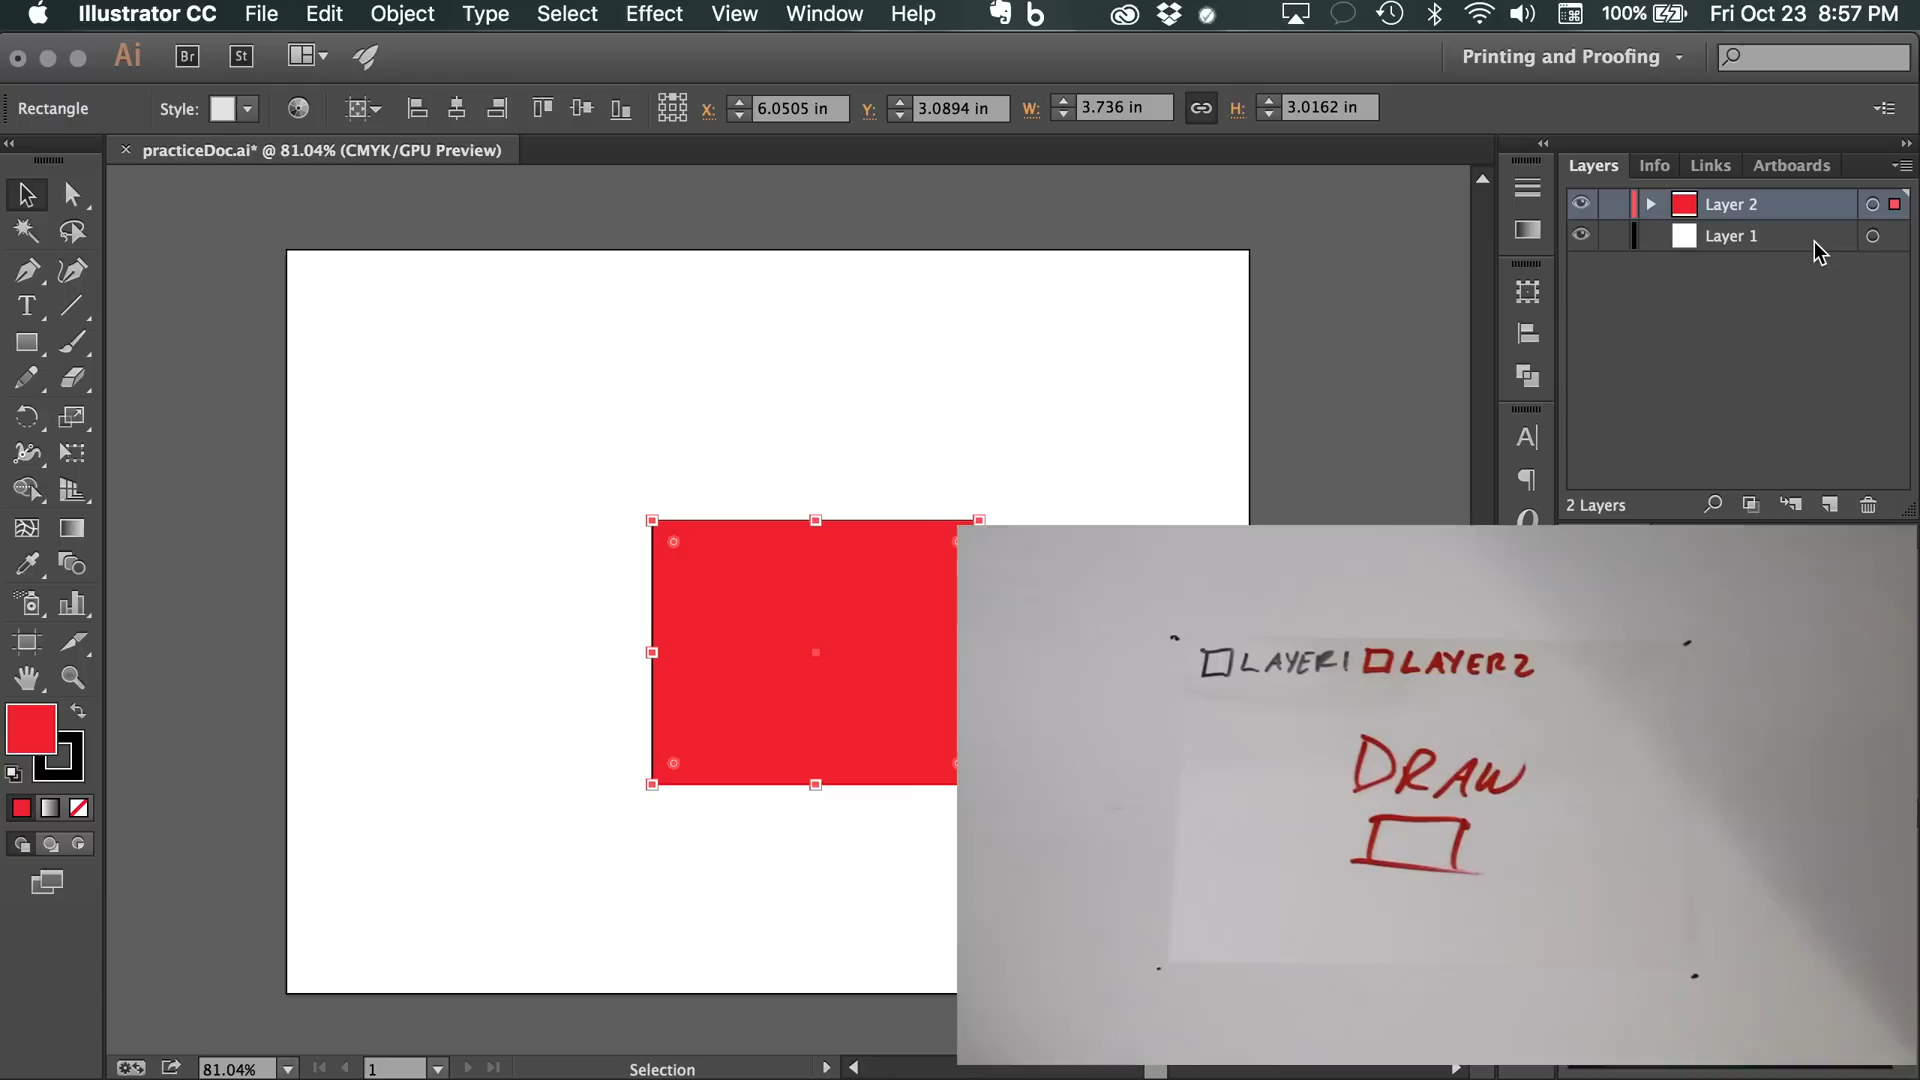 Illustrator CC File Edit Object Type Select Effect View Window Help 100% Fri Oct 23 8:57 PM
Ai Br St Printing and Proofing
Rectangle Style: X: 6.0505 in Y: 3.0894 in W: 3.736 in H: 3.0162 in
practiceDoc.ai* @ 81.04% (CMYK/GPU Preview)
Layers Info Links Artboards
Layer 2
Layer 1
2 Layers
LAYER1 LAYER2
DRAW
81.04% 1 Selection